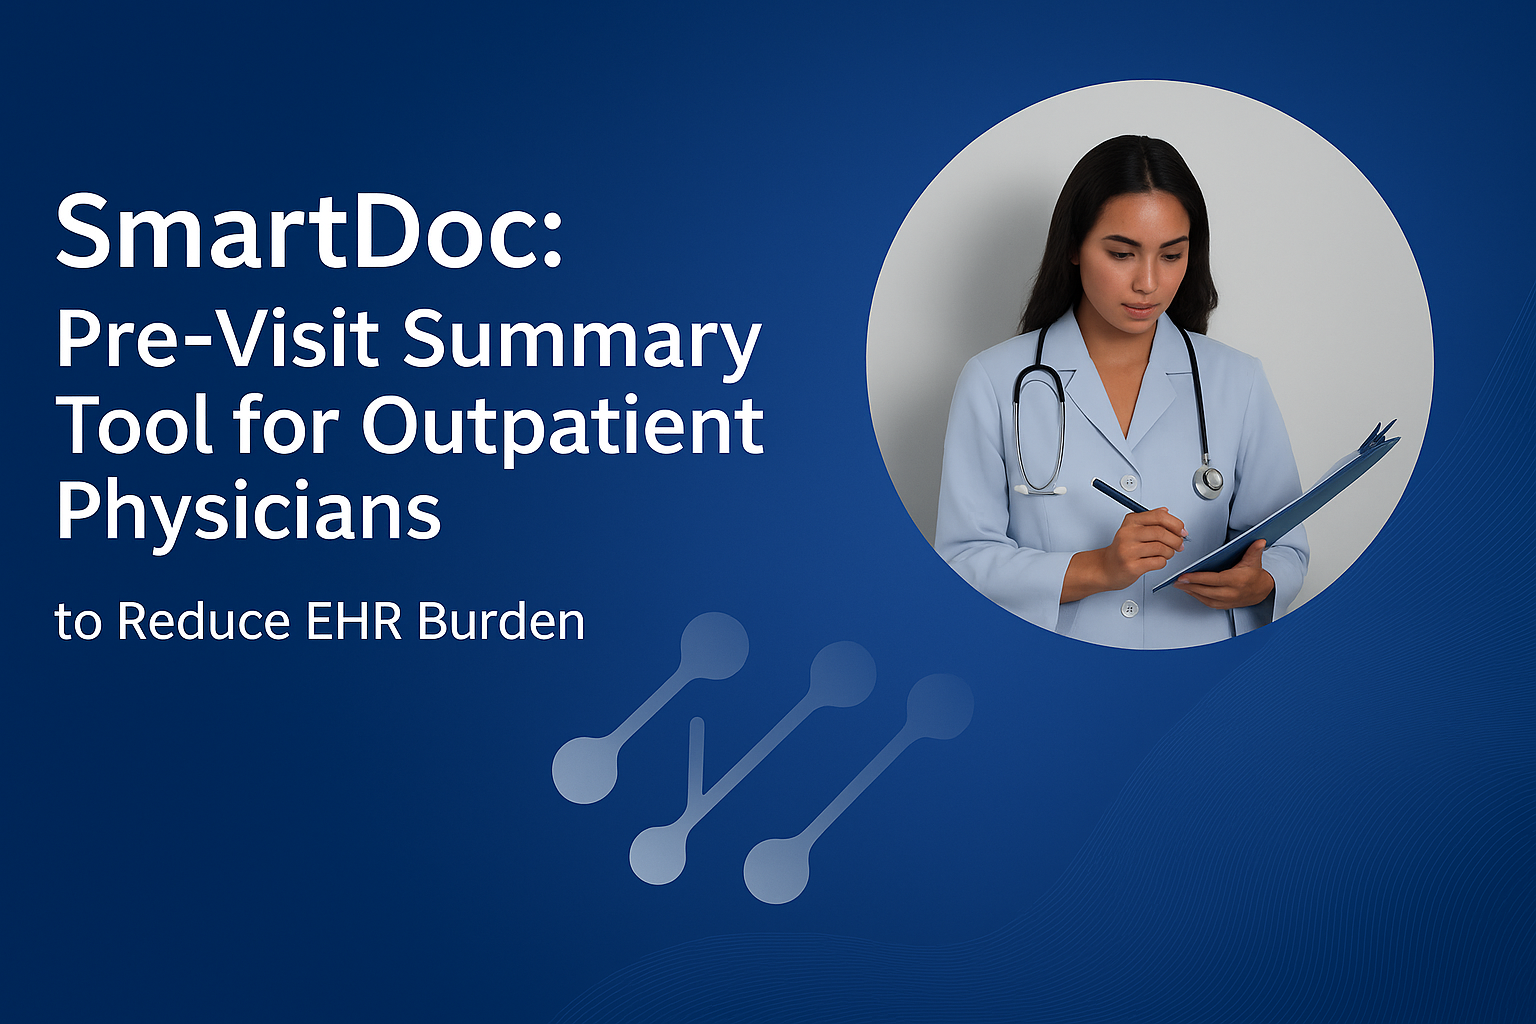 SmartDoc:
Pre-Visit Summary
Tool for Outpatient
Physicians
to Reduce EHR Burden